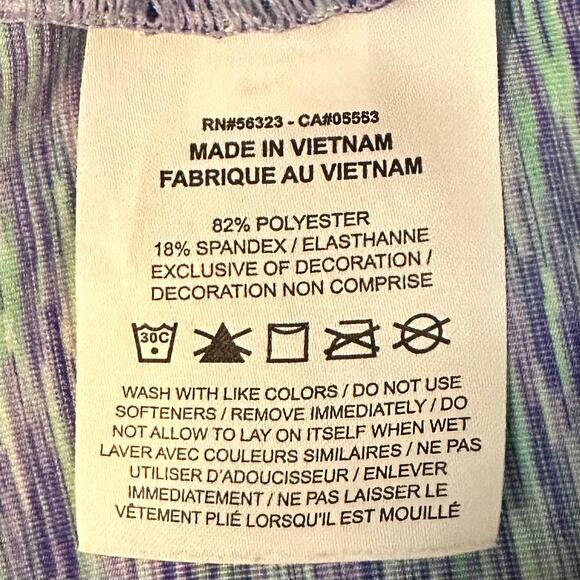 RN#56323 - CA#05553
MADE IN VIETNAM
FABRIQUE AU VIETNAM
82% POLYESTER
18% SPANDEX / ELASTHANNE
EXCLUSIVE OF DECORATION /
DECORATION NON COMPRISE
30C
WASH WITH LIKE COLORS / DO NOT USE
SOFTENERS / REMOVE IMMEDIATELY / DO
NOT ALLOW TO LAY ON ITSELF WHEN WET
LAVER AVEC COULEURS SIMILAIRES / NE PAS
UTILISER D'ADOUCISSEUR / ENLEVER
IMMEDIATEMENT / NE PAS LAISSER LE
VÊTEMENT PLIÉ LORSQU'IL EST MOUILLÉ